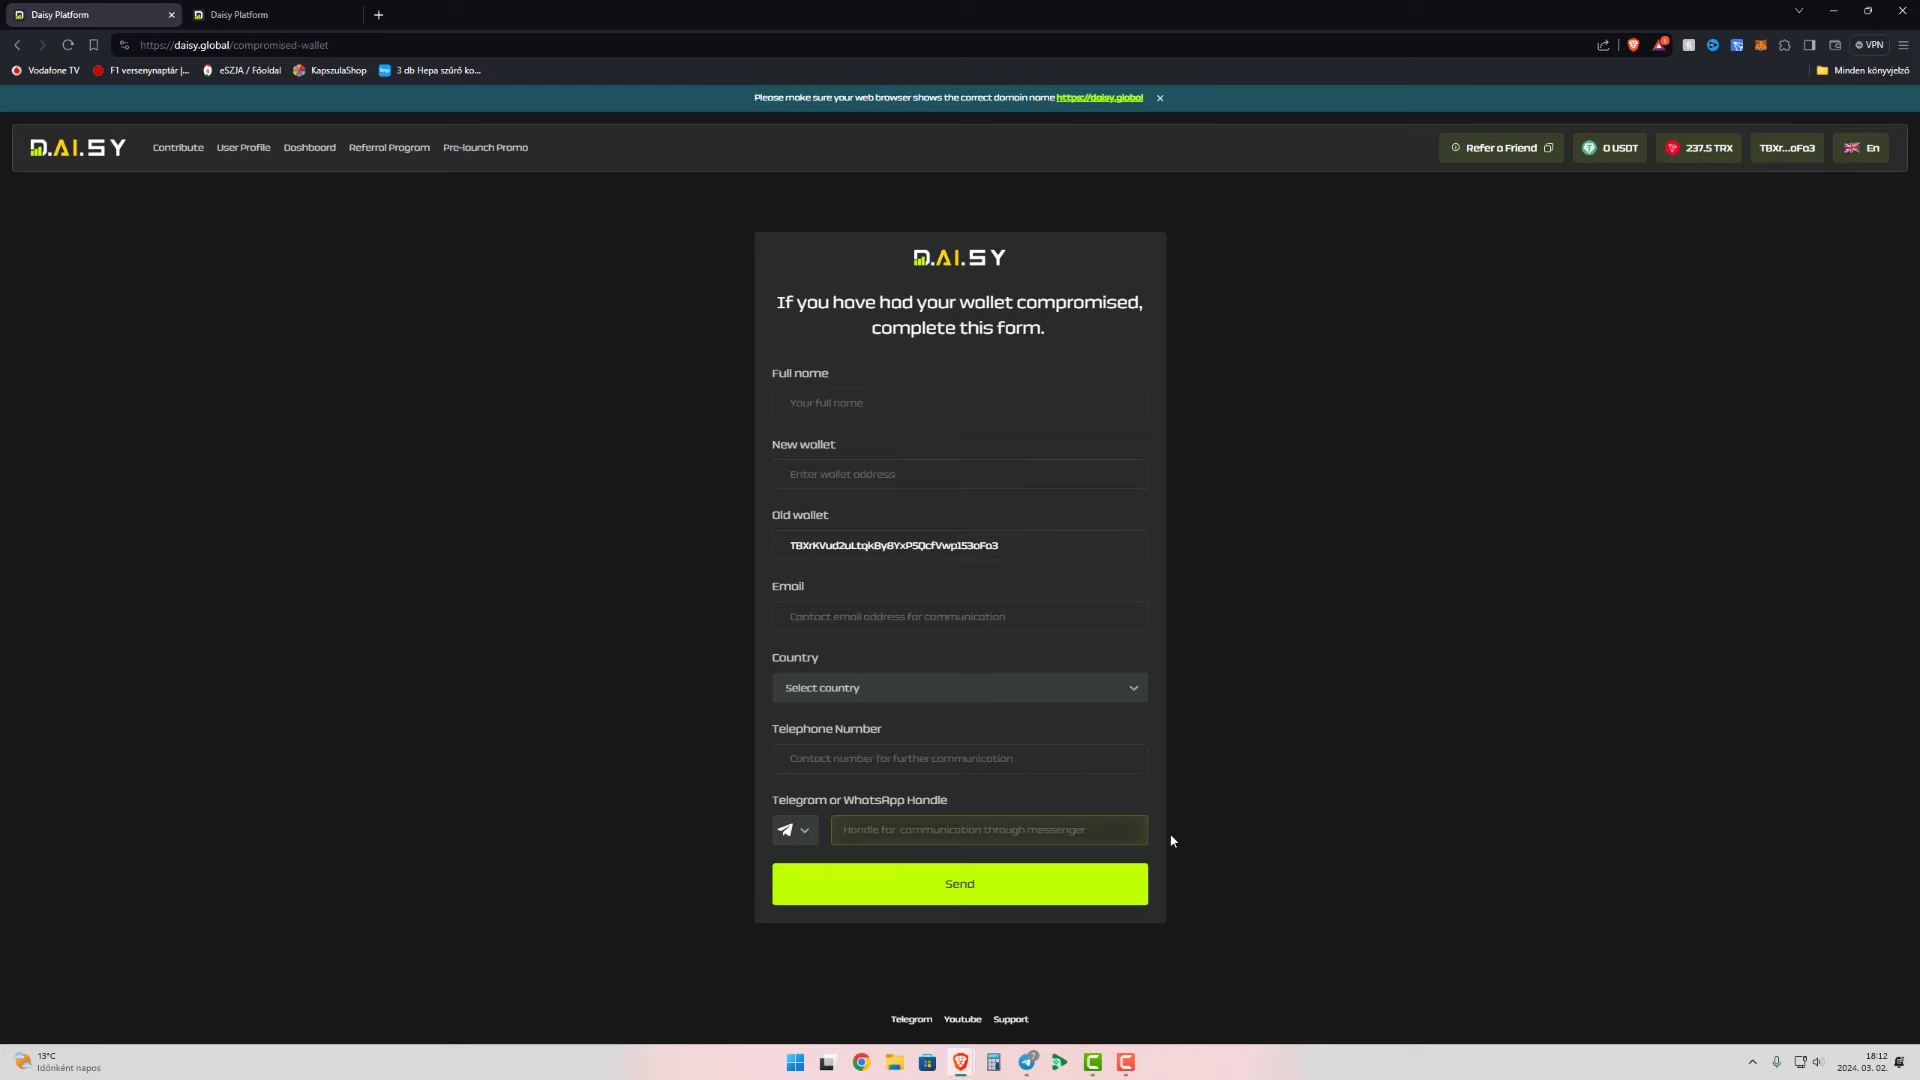 Daisy Platform
Daisy Platform
https://daisy.global/compromised-wallet
VPN
Vodafone TV
F1 versenynaptár |...
eSZJA / Főoldal
KapszulaShop
3 db Hepa szűrő ko...
Minden könyvjelző
Please make sure your web browser shows the correct domain name https://daisy.global
D.AI.SY
Contribute
User Profile
Dashboard
Referral Program
Pre-launch Promo
Refer a Friend
0 USDT
237.5 TRX
TBXr...oFo3
En
D.AI.SY
If you have had your wallet compromised,
complete this form.
Full name
Your full name
New wallet
Enter wallet address
Old wallet
TBXrKVud2uLtqkBy8YxP5QcfVwp153oFo3
Email
Contact email address for communication
Country
Select country
Telephone Number
Contact number for further communication
Telegram or WhatsApp Handle
Handle for communication through messenger
Send
Telegram
Youtube
Support
13°C
Időnként napos
7
18:12
2024. 03. 02.